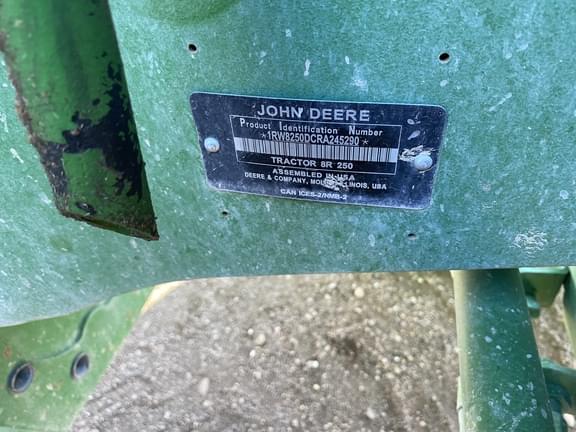 JOHN DEERE
Product Identification Number
*1RW8250DCRA245290*
TRACTOR 8R 250
ASSEMBLED IN USA
DEERE & COMPANY, MOLINE, ILLINOIS, USA
CAN ICES-2/NMB-2